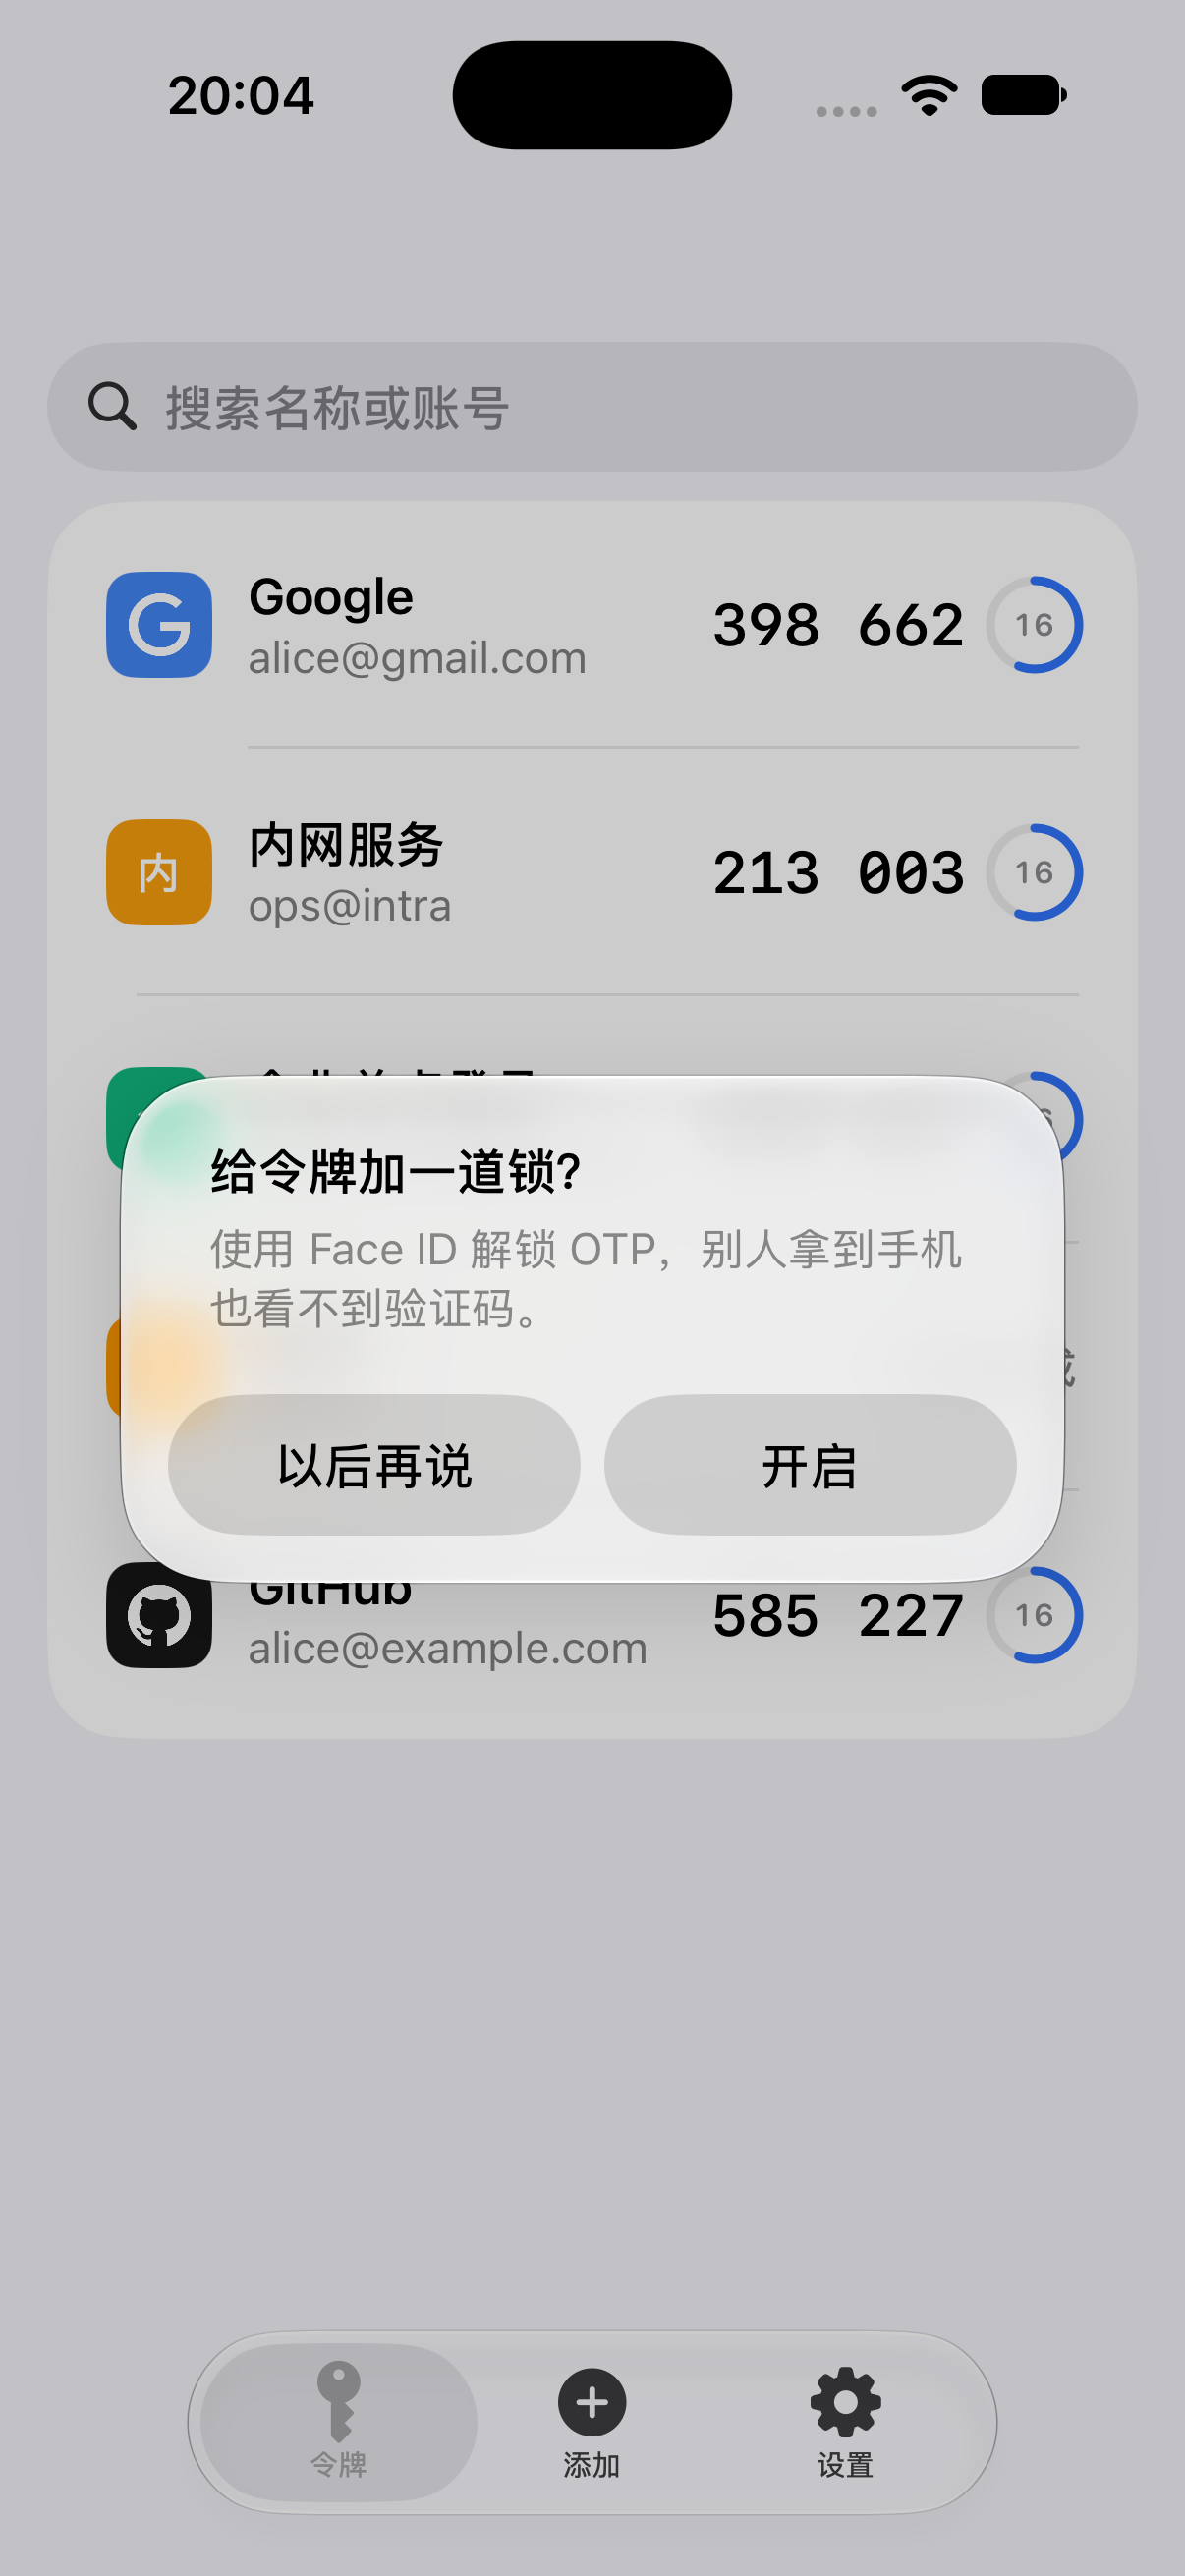 20:04
搜索名称或账号
Google
alice@gmail.com
398 662
16
内
内网服务
ops@intra
213 003
16
给令牌加一道锁?
使用 Face ID 解锁 OTP，别人拿到手机
也看不到验证码。
以后再说
开启
GitHub
alice@example.com
585 227
16
令牌
添加
设置